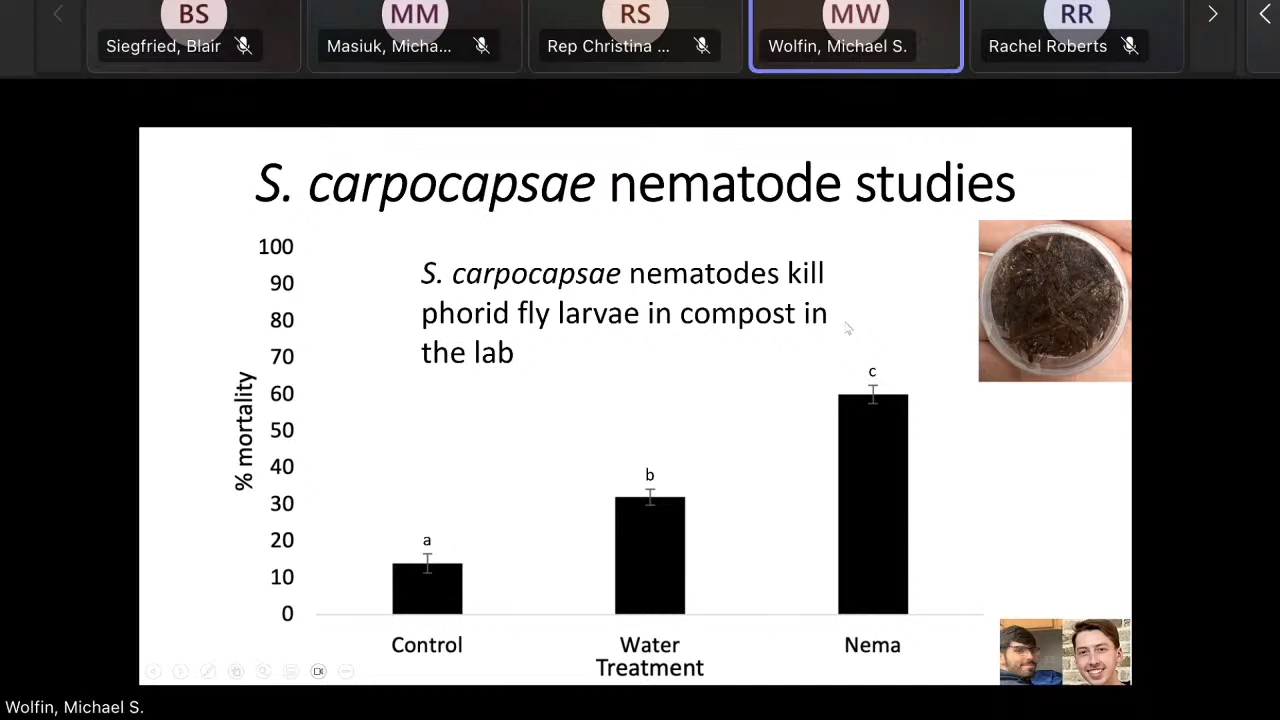 BS
MM
RS
MW
RR
Siegfried, Blair
Masiuk, Micha...
Rep Christina ...
Wolfin, Michael S.
Rachel Roberts
S. carpocapsae nematode studies
S. carpocapsae nematodes kill
phorid fly larvae in compost in
the lab
% mortality
100
90
80
70
60
50
40
30
20
10
0
a
b
c
Control
Water
Nema
Treatment
Wolfin, Michael S.